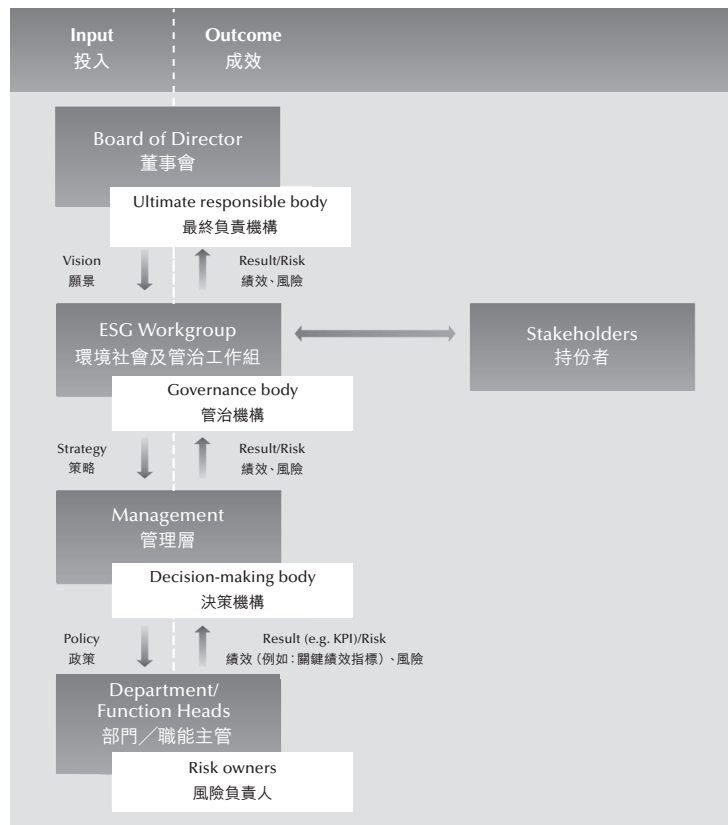 Input
投入
Outcome
成效
Board of Director
董事會
Ultimate responsible body
最終負責機構
Vision
願景
Result/Risk
績效、風險
ESG Workgroup
環境社會及管治工作組
Stakeholders
持份者
Governance body
管治機構
Strategy
策略
Result/Risk
績效、風險
Management
管理層
Decision-making body
決策機構
Policy
政策
Result (e.g. KPI)/Risk
績效（例如：關鍵績效指標）、風險
Department/
Function Heads
部門／職能主管
Risk owners
風險負責人